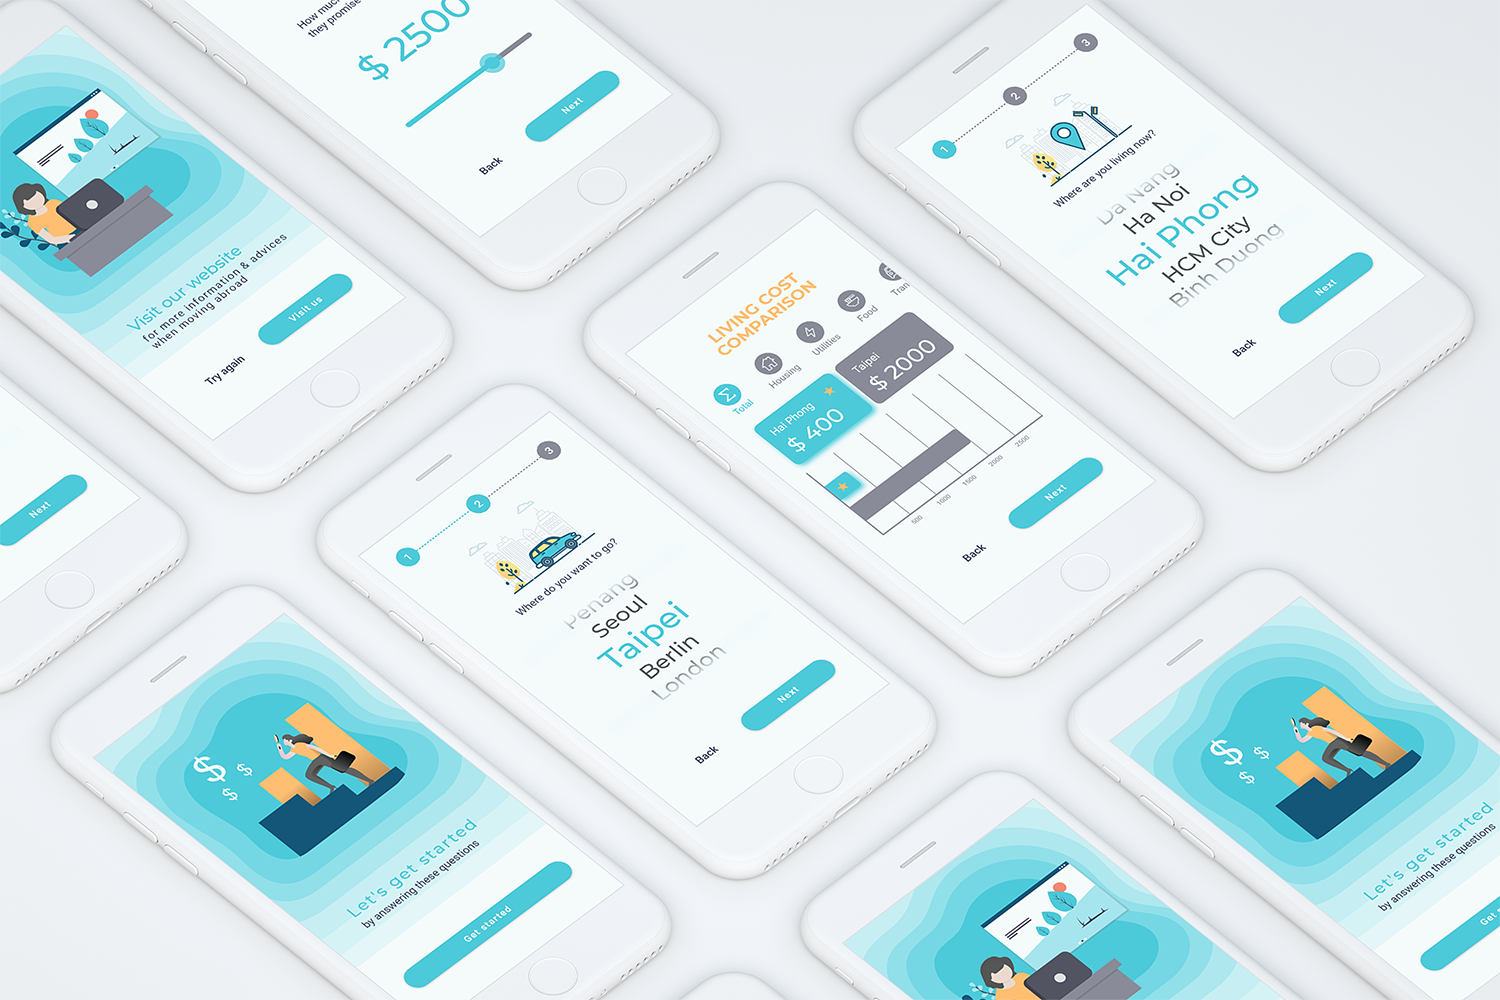 How much
they promise
$ 2500
Next
Back
Visit our website
for more information & advices
when moving abroad
Visit us
Try again
Next
1
2
3
Where are you living now?
Da Nang
Ha Noi
Hai Phong
HCM City
Binh Duong
Next
Back
LIVING COST
COMPARISON
Total
Housing
Utilities
Food
Tran
Hai Phong
$ 400
Taipei
$ 2000
500
1000
1500
2000
2500
Next
Back
1
2
3
Where do you want to go?
Penang
Seoul
Taipei
Berlin
London
Next
Back
Let's get started
by answering these questions
Get started
Let's get started
by answering these questions
Get